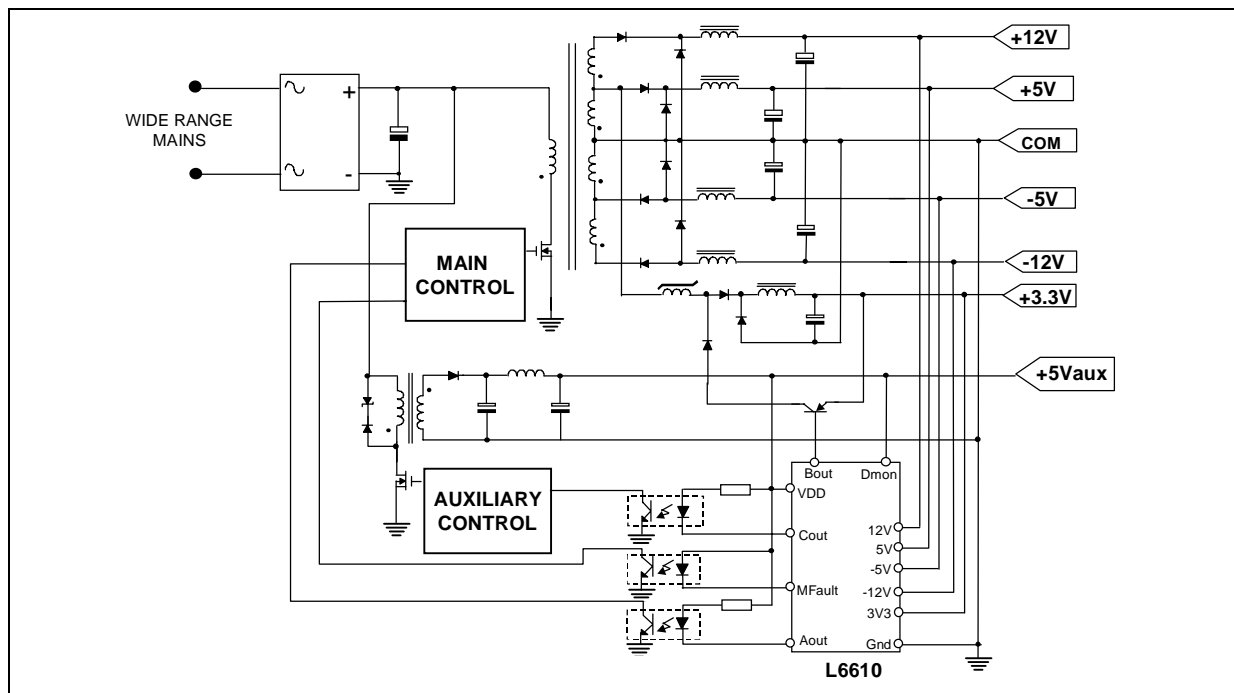 +12V
+5V
WIDE RANGE
MAINS
+
-
COM
-5V
-12V
MAIN
CONTROL
+3.3V
+5Vaux
Bout
Dmon
VDD
AUXILIARY
CONTROL
Cout
12V
5V
-5V
MFault
-12V
3V3
Aout
Gnd
L6610